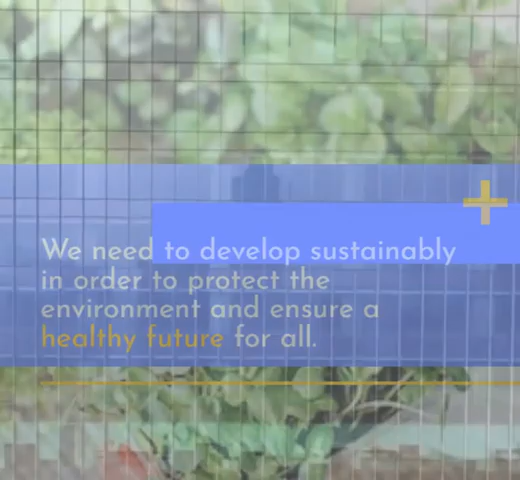 We need to develop sustainably
in order to protect the
environment and ensure a
healthy future for all.